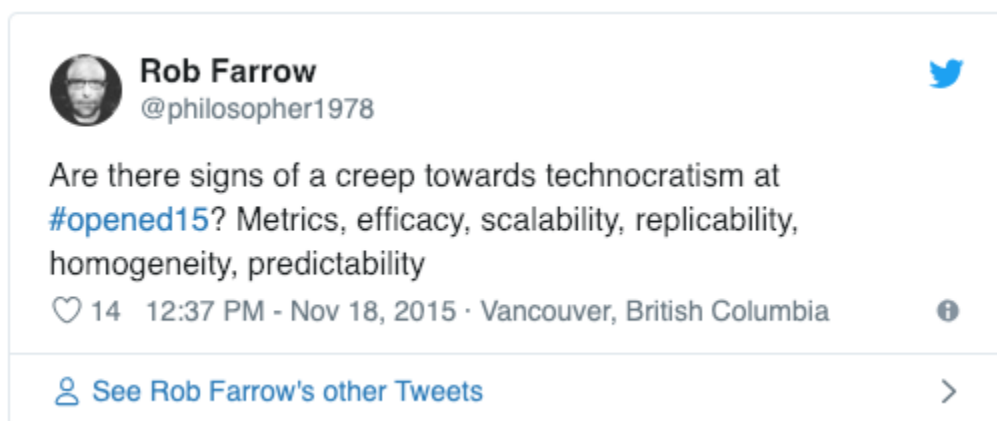 Rob Farrow
@philosopher1978
Are there signs of a creep towards technocratism at
#opened15? Metrics, efficacy, scalability, replicability,
homogeneity, predictability
14 12:37 PM - Nov 18, 2015 · Vancouver, British Columbia
See Rob Farrow's other Tweets